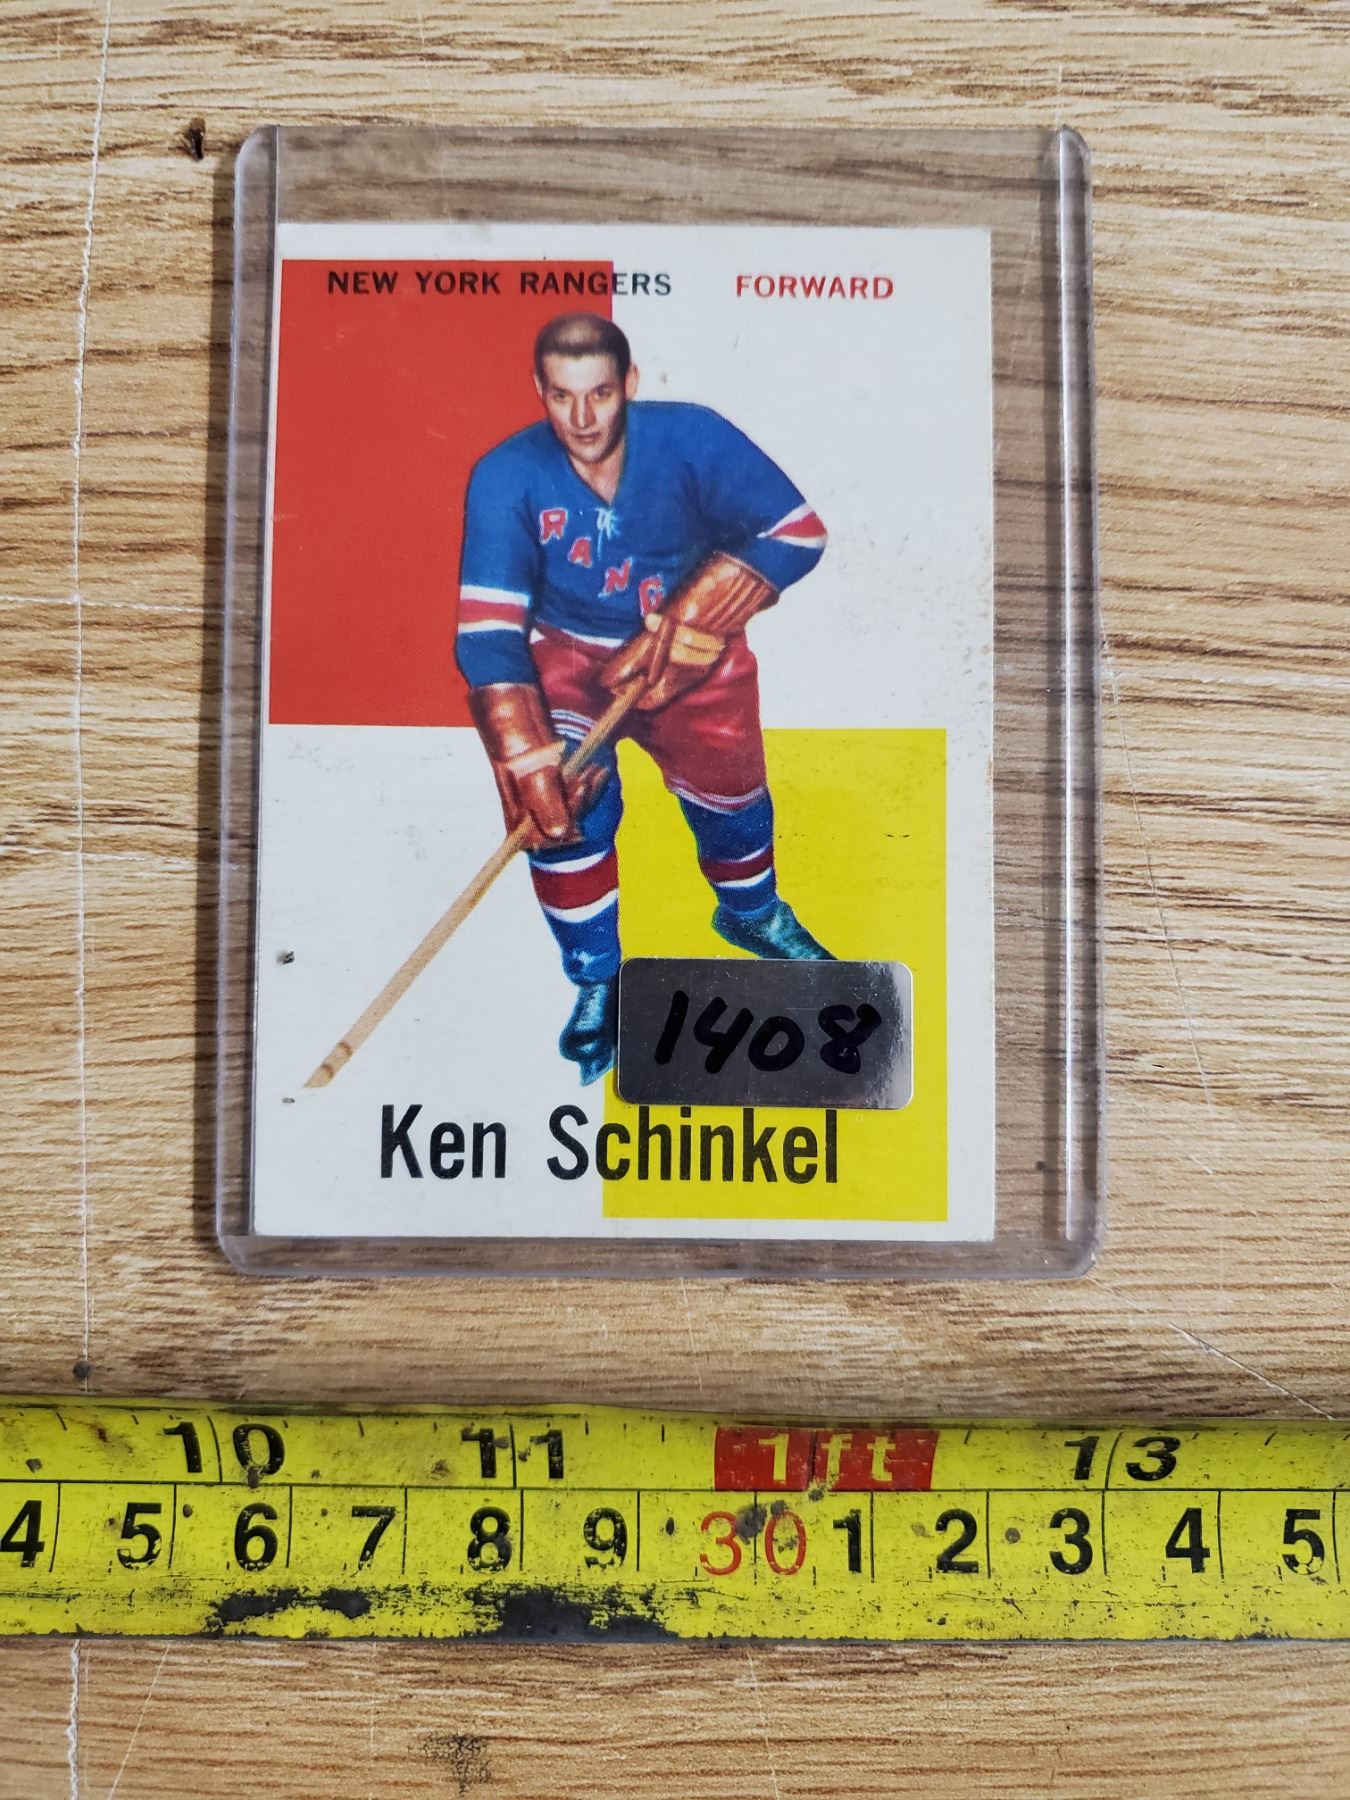 NEW YORK RANGERS FORWARD
RANG
1408
Ken Schinkel
10 11 1ft 13
4 5 6 7 8 9 30 1 2 3 4 5